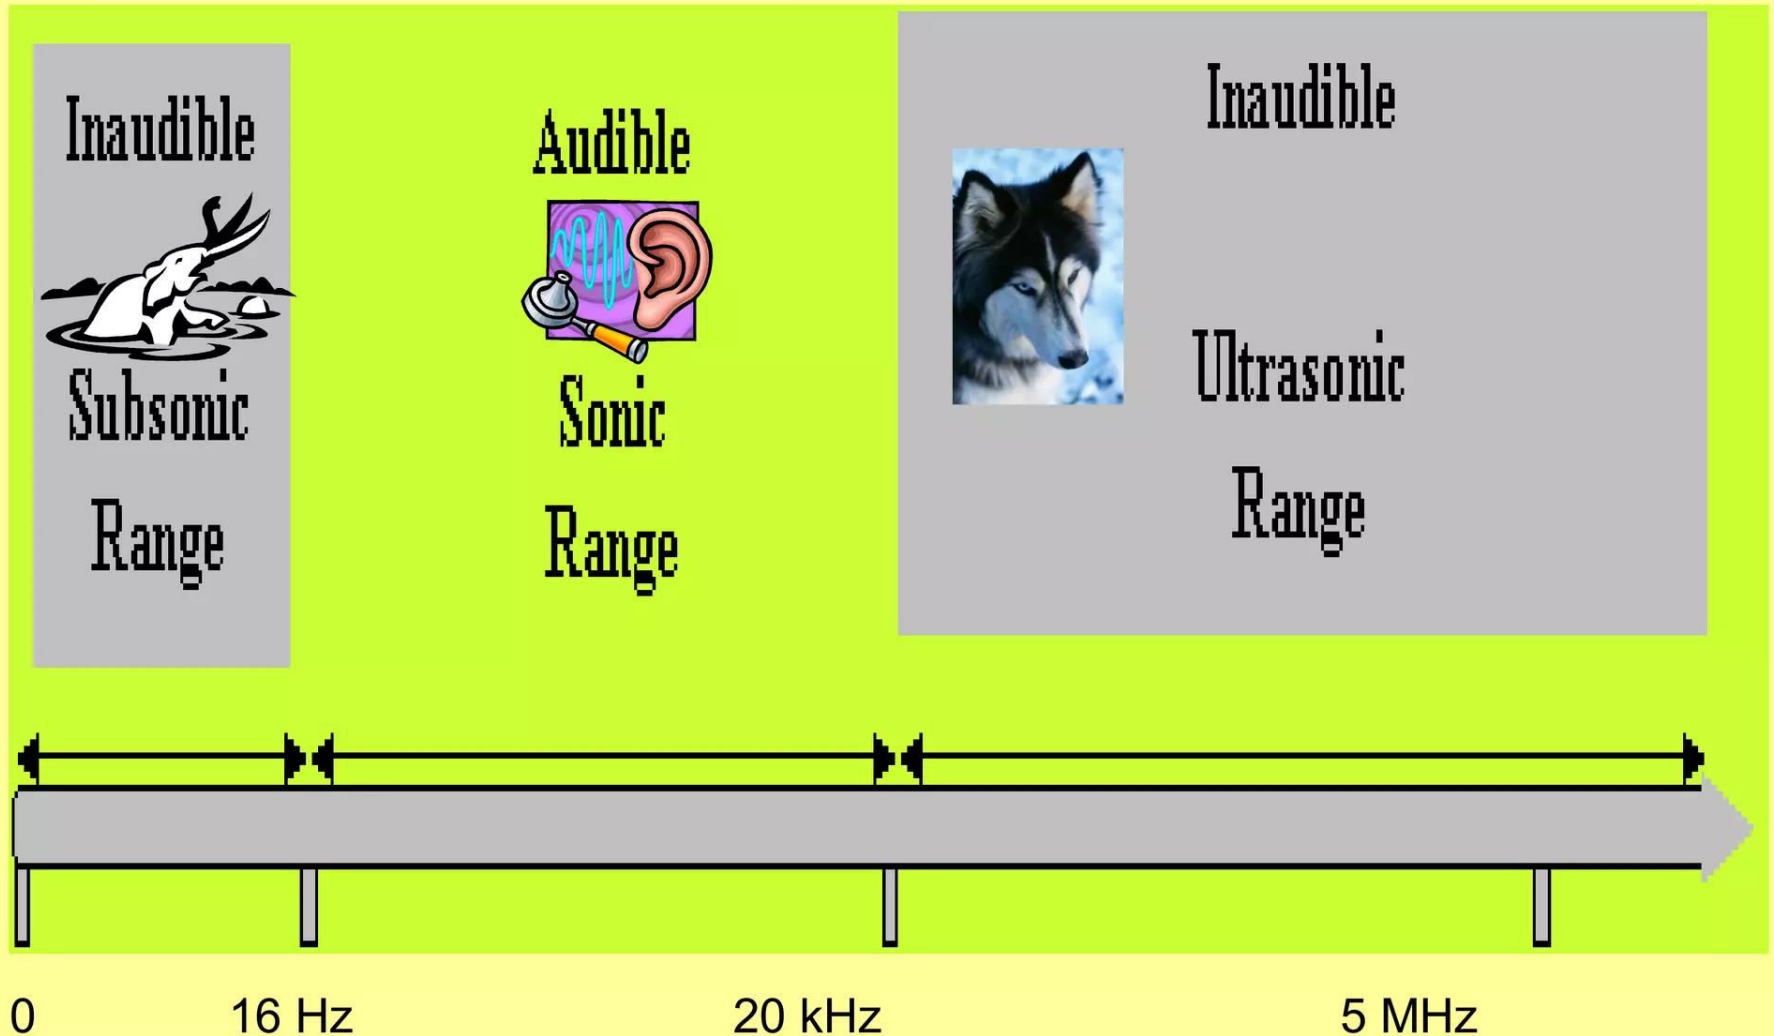 Inaudible
Subsonic
Range
Audible
Sonic
Range
Inaudible
Ultrasonic
Range
0
16 Hz
20 kHz
5 MHz